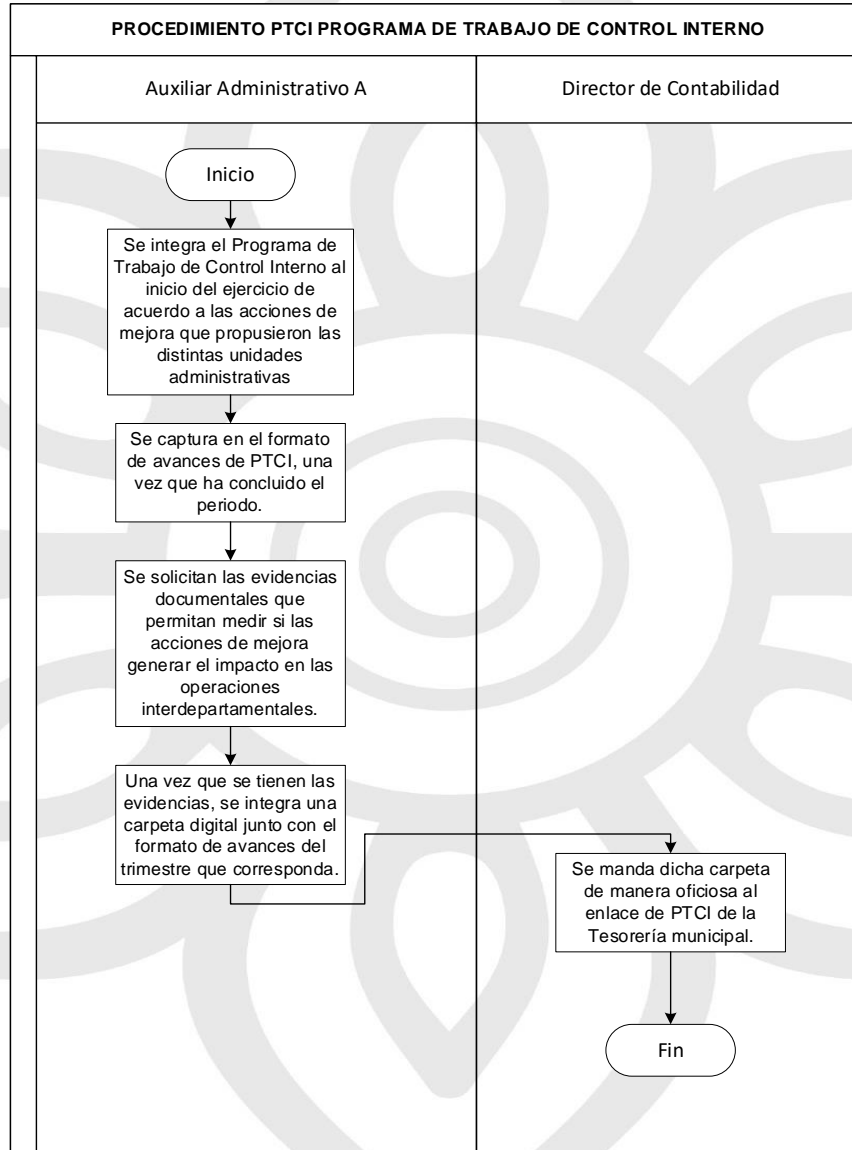 PROCEDIMIENTO PTCI PROGRAMA DE TRABAJO DE CONTROL INTERNO
Auxiliar Administrativo A
Director de Contabilidad
Inicio
Se integra el Programa de
Trabajo de Control Interno al
inicio del ejercicio de
acuerdo a las acciones de
mejora que propusieron las
distintas unidades
administrativas
Se captura en el formato
de avances de PTCI, una
vez que ha concluido el
periodo.
Se solicitan las evidencias
documentales que
permitan medir si las
acciones de mejora
generar el impacto en las
operaciones
interdepartamentales.
Una vez que se tienen las
evidencias, se integra una
carpeta digital junto con el
formato de avances del
trimestre que corresponda.
Se manda dicha carpeta
de manera oficiosa al
enlace de PTCI de la
Tesorería municipal.
Fin